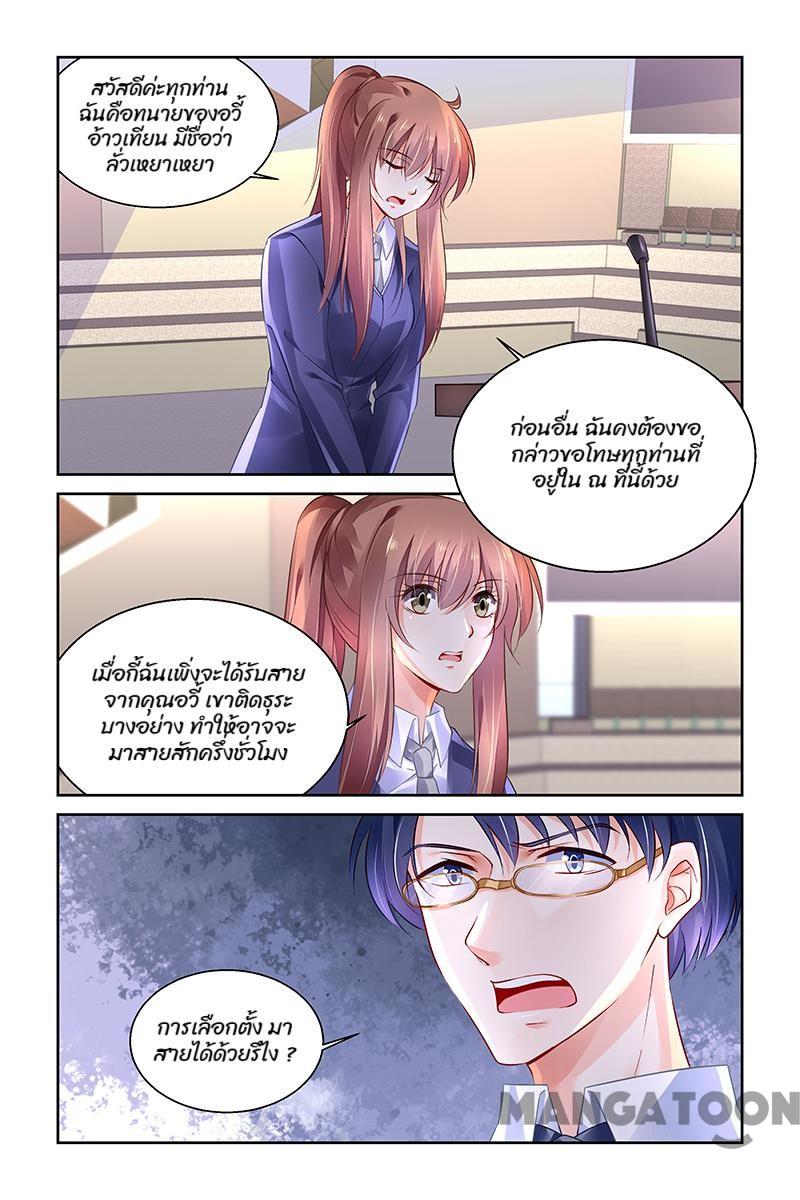 สวัสดีค่ะทุกท่าน
ฉันคือทนายของอวี้
อ้าวเทียน มีชื่อว่า
ลั่วเหยาเหยา
ก่อนอื่น ฉันคงต้องขอ
กล่าวขอโทษทุกท่านที่
อยู่ใน ณ ที่นี้ด้วย
เมื่อกี้ฉันเพิ่งจะได้รับสาย
จากคุณอวี้ เขาติดธุระ
บางอย่าง ทำให้อาจจะ
มาสายสักครึ่งชั่วโมง
การเลือกตั้ง มา
สายได้ด้วยรึไง ?
MANGATOON